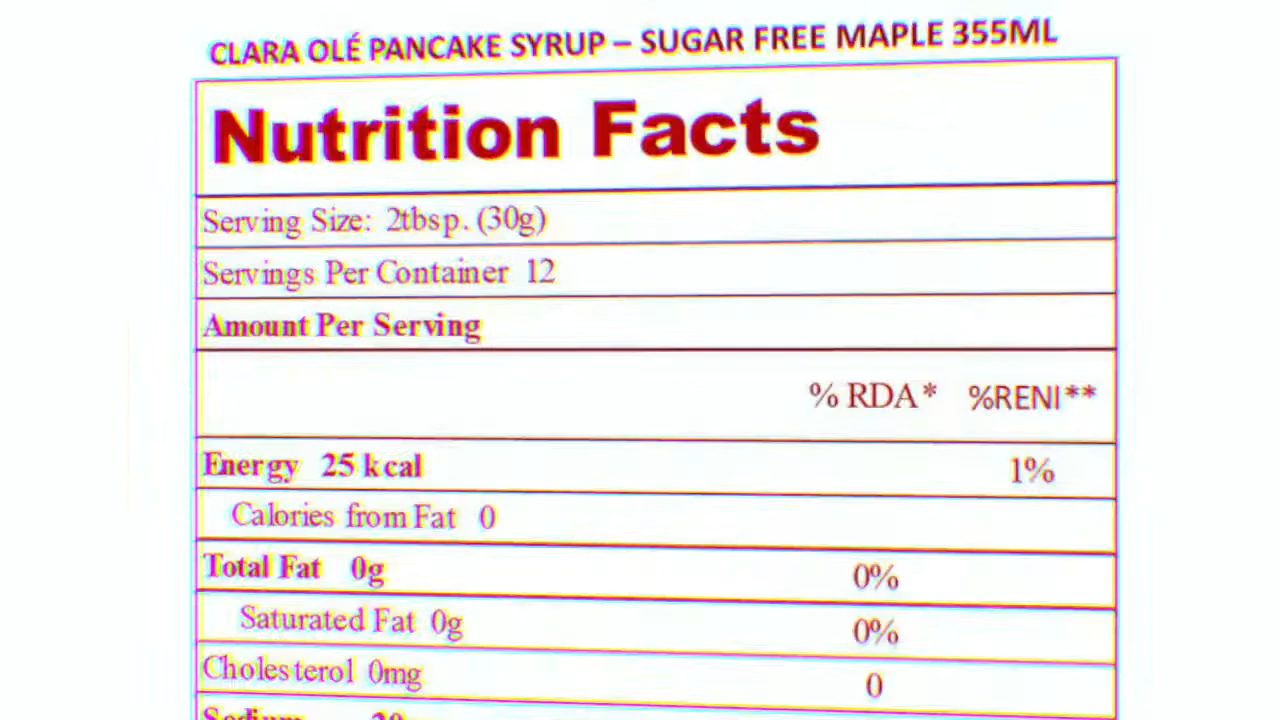 CLARA OLÉ PANCAKE SYRUP – SUGAR FREE MAPLE 355ML
Nutrition Facts
Serving Size: 2tbsp. (30g)
Servings Per Container 12
Amount Per Serving
% RDA* %RENI**
Energy 25 kcal 1%
Calories from Fat 0
Total Fat 0g 0%
Saturated Fat 0g 0%
Cholesterol 0mg 0
Sodium